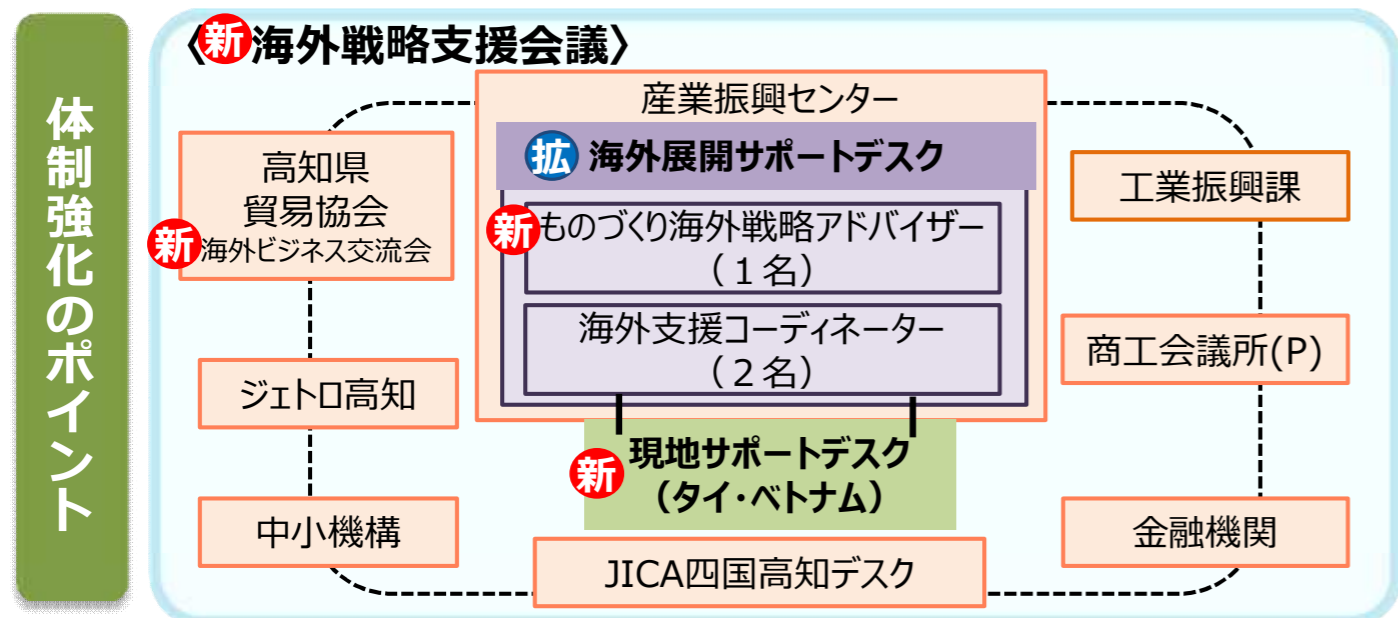 体制強化のポイント
〈新海外戦略支援会議〉
産業振興センター
拡 海外展開サポートデスク
新 ものづくり海外戦略アドバイザー
（１名）
海外支援コーディネーター
（２名）
新 現地サポートデスク
（タイ・ベトナム）
高知県
貿易協会
新 海外ビジネス交流会
ジェトロ高知
中小機構
JICA四国高知デスク
工業振興課
商工会議所(P)
金融機関